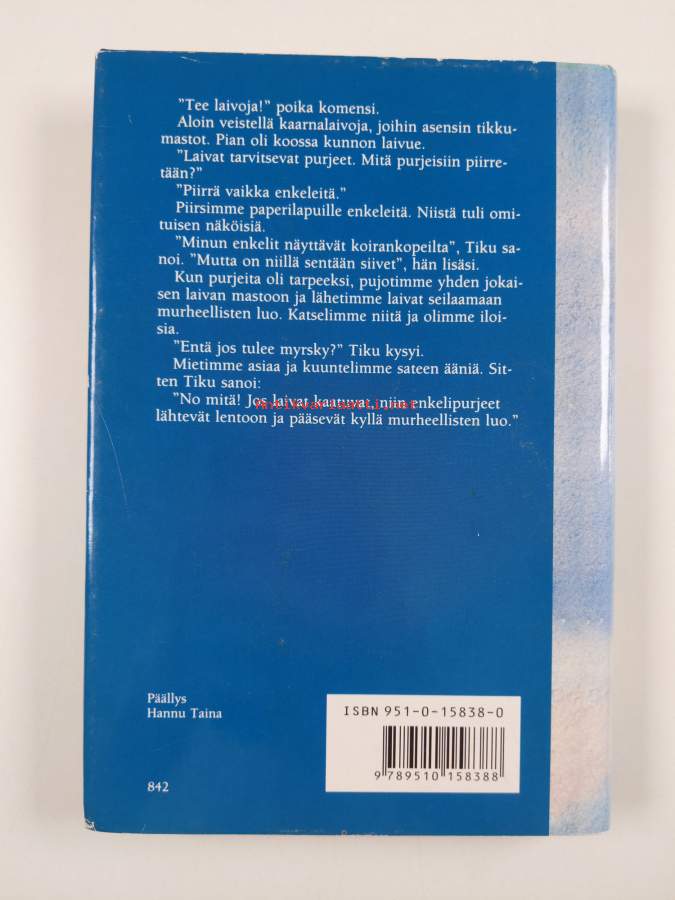 "Tee laivoja!" poika komensi.
Aloin veistellä kaarnalaivoja, joihin asensin tikku-
mastot. Pian oli koossa kunnon laivue.
"Laivat tarvitsevat purjeet. Mitä purjeisiin piirre-
tään?"
"Piirrä vaikka enkeleitä."
Piirsimme paperilapuille enkeleitä. Niistä tuli omi-
tuisen näköisiä.
"Minun enkelit näyttävät koirankopeilta", Tiku sa-
noi. "Mutta on niillä sentään siivet", hän lisäsi.
Kun purjeita oli tarpeeksi, pujotimme yhden jokai-
sen laivan mastoon ja lähetimme laivat seilaamaan
murheellisten luo. Katselimme niitä ja olimme iloi-
sia.
"Entä jos tulee myrsky?" Tiku kysyi.
Mietimme asiaa ja kuuntelimme sateen ääniä. Sit-
ten Tiku sanoi:
"No mitä! Jos laivat kaatuvat, niin enkelipurjeet
antikvariaatti.net
lähtevät lentoon ja pääsevät kyllä murheellisten luo."
Päällys
Hannu Taina
842
ISBN 951-0-15838-0
9 789510 158388